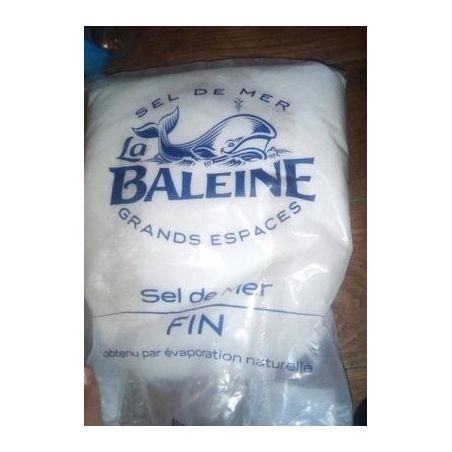 SEL DE MER
La
BALEINE
GRANDS ESPACES
Sel de Mer
FIN
obtenu par évaporation naturelle